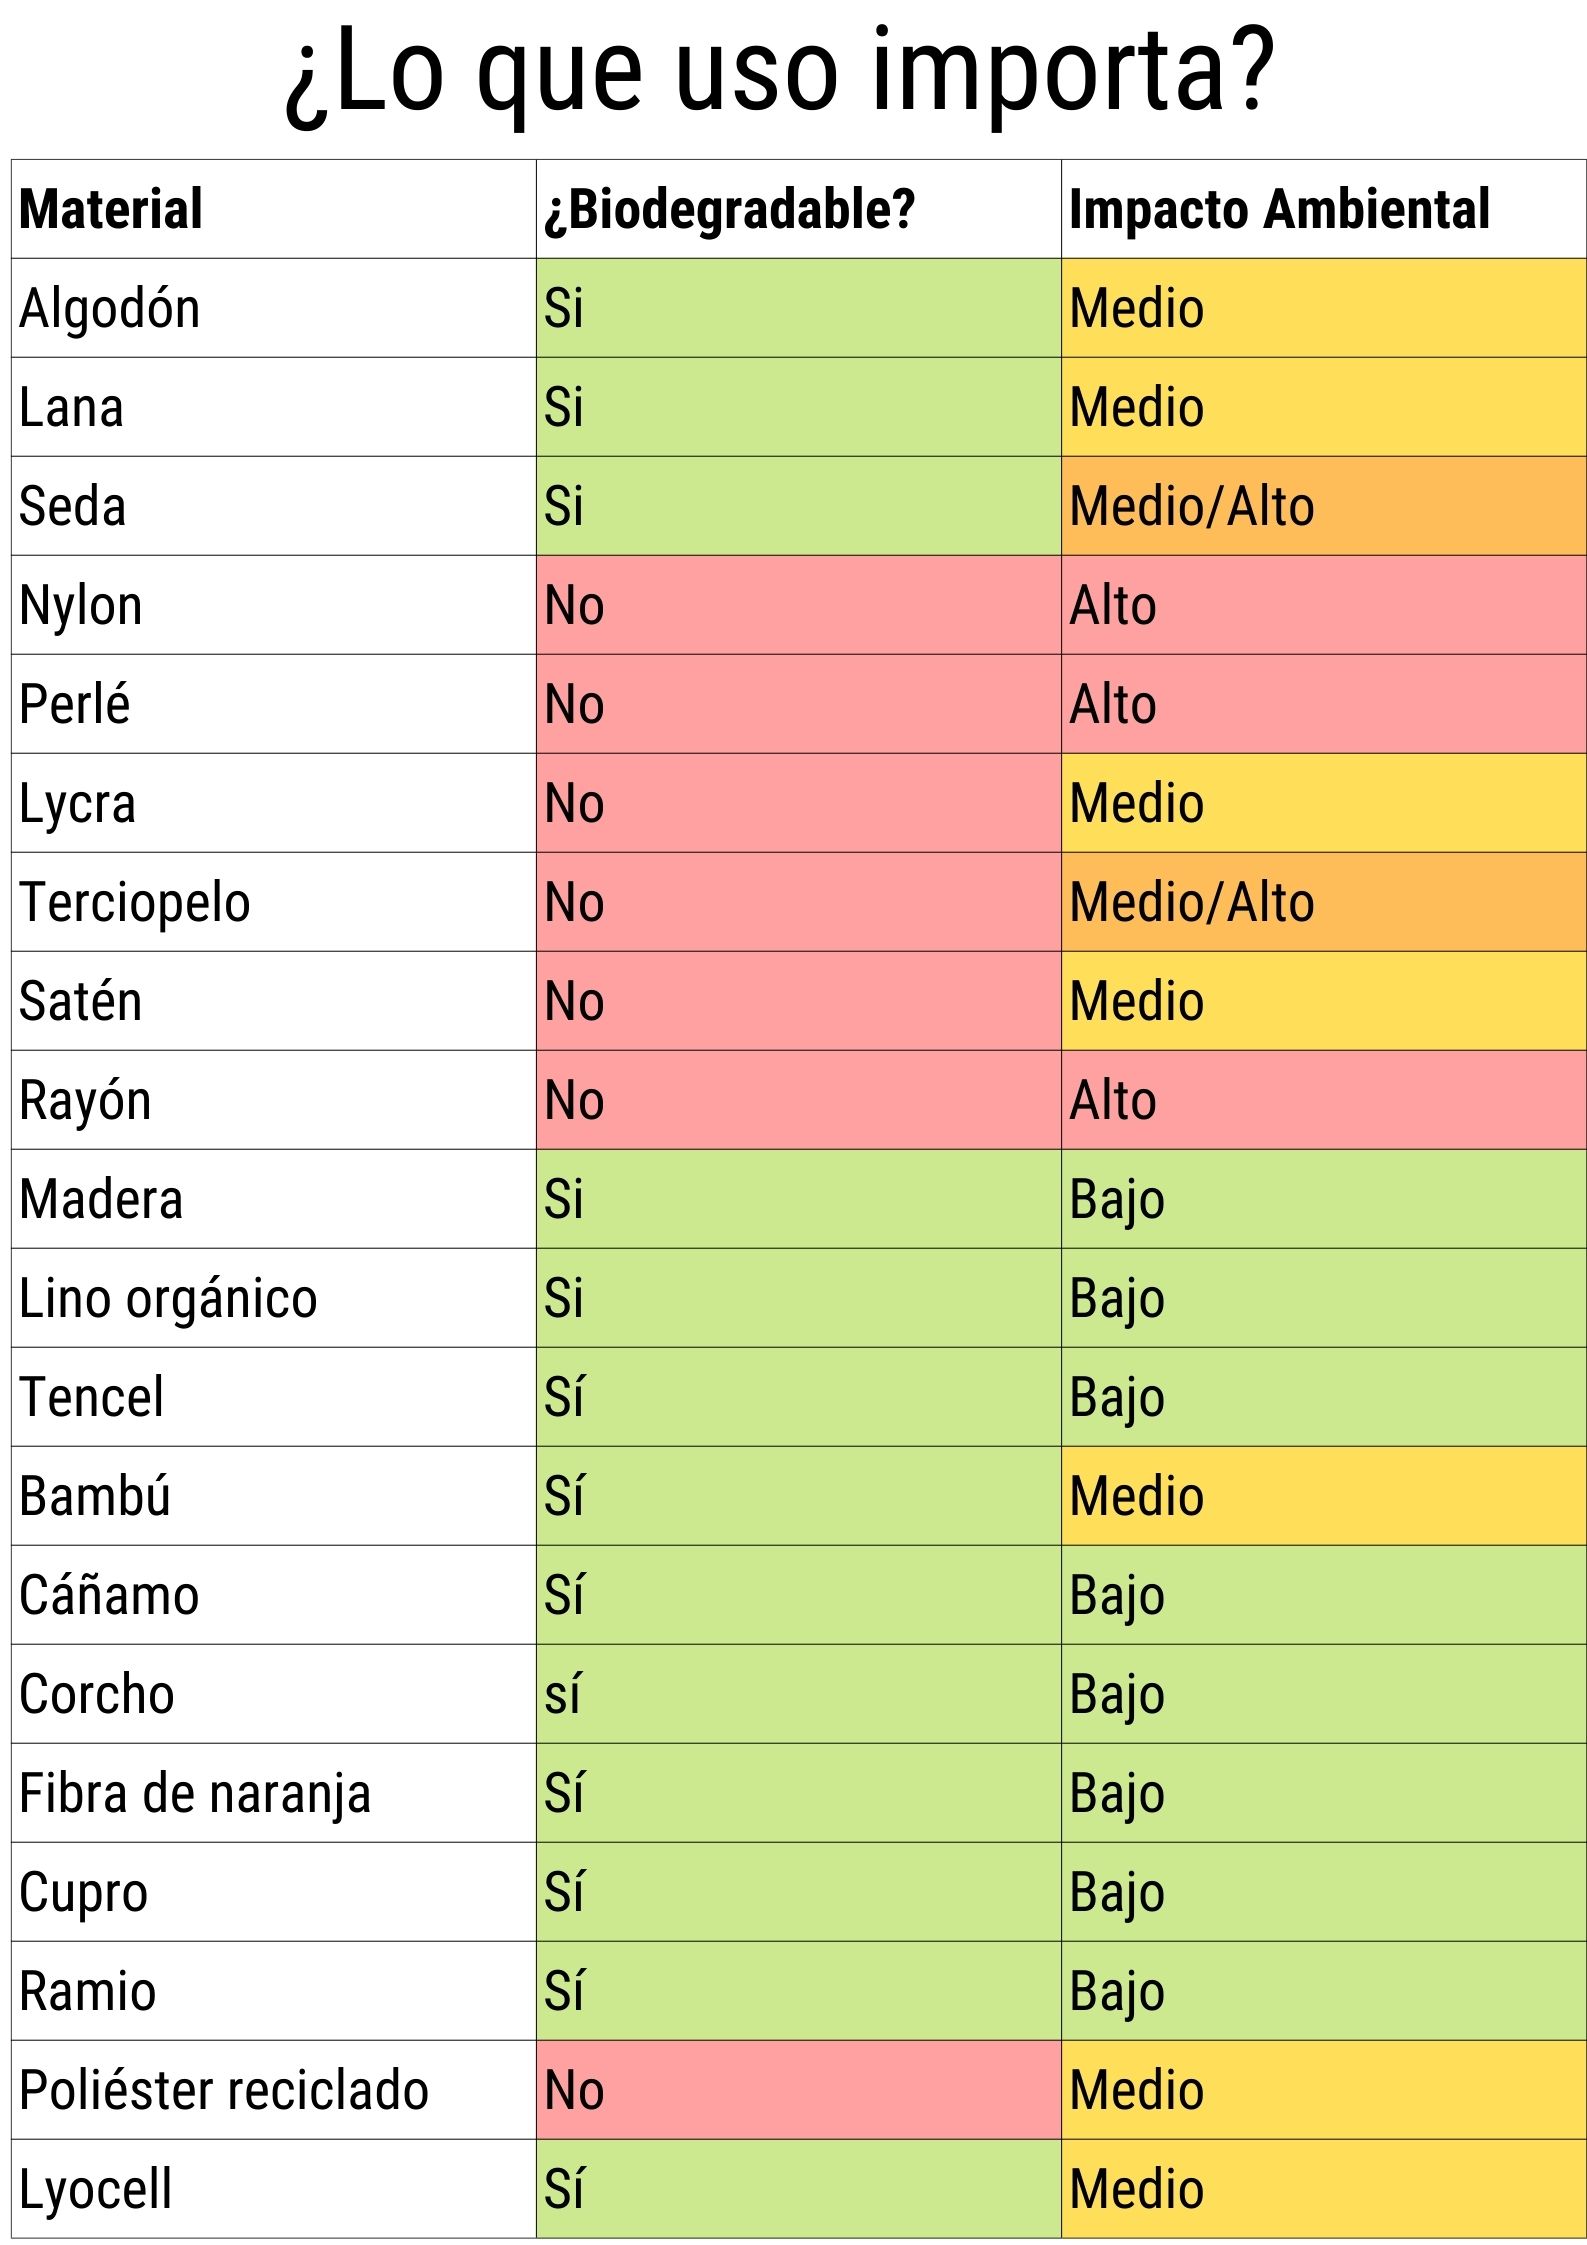 ¿Lo que uso importa?
Material ¿Biodegradable? Impacto Ambiental
Algodón Si Medio
Lana Si Medio
Seda Si Medio/Alto
Nylon No Alto
Perlé No Alto
Lycra No Medio
Terciopelo No Medio/Alto
Satén No Medio
Rayón No Alto
Madera Si Bajo
Lino orgánico Si Bajo
Tencel Sí Bajo
Bambú Sí Medio
Cáñamo Sí Bajo
Corcho sí Bajo
Fibra de naranja Sí Bajo
Cupro Sí Bajo
Ramio Sí Bajo
Poliéster reciclado No Medio
Lyocell Sí Medio